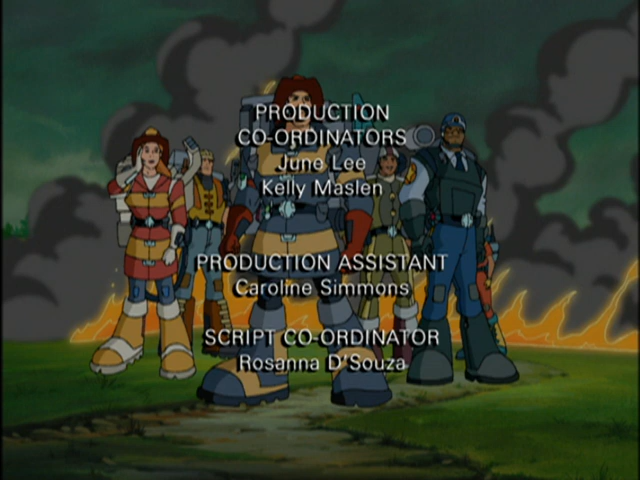 PRODUCTION
CO-ORDINATORS
June Lee
Kelly Maslen
PRODUCTION ASSISTANT
Caroline Simmons
SCRIPT CO-ORDINATOR
Rosanna D'Souza